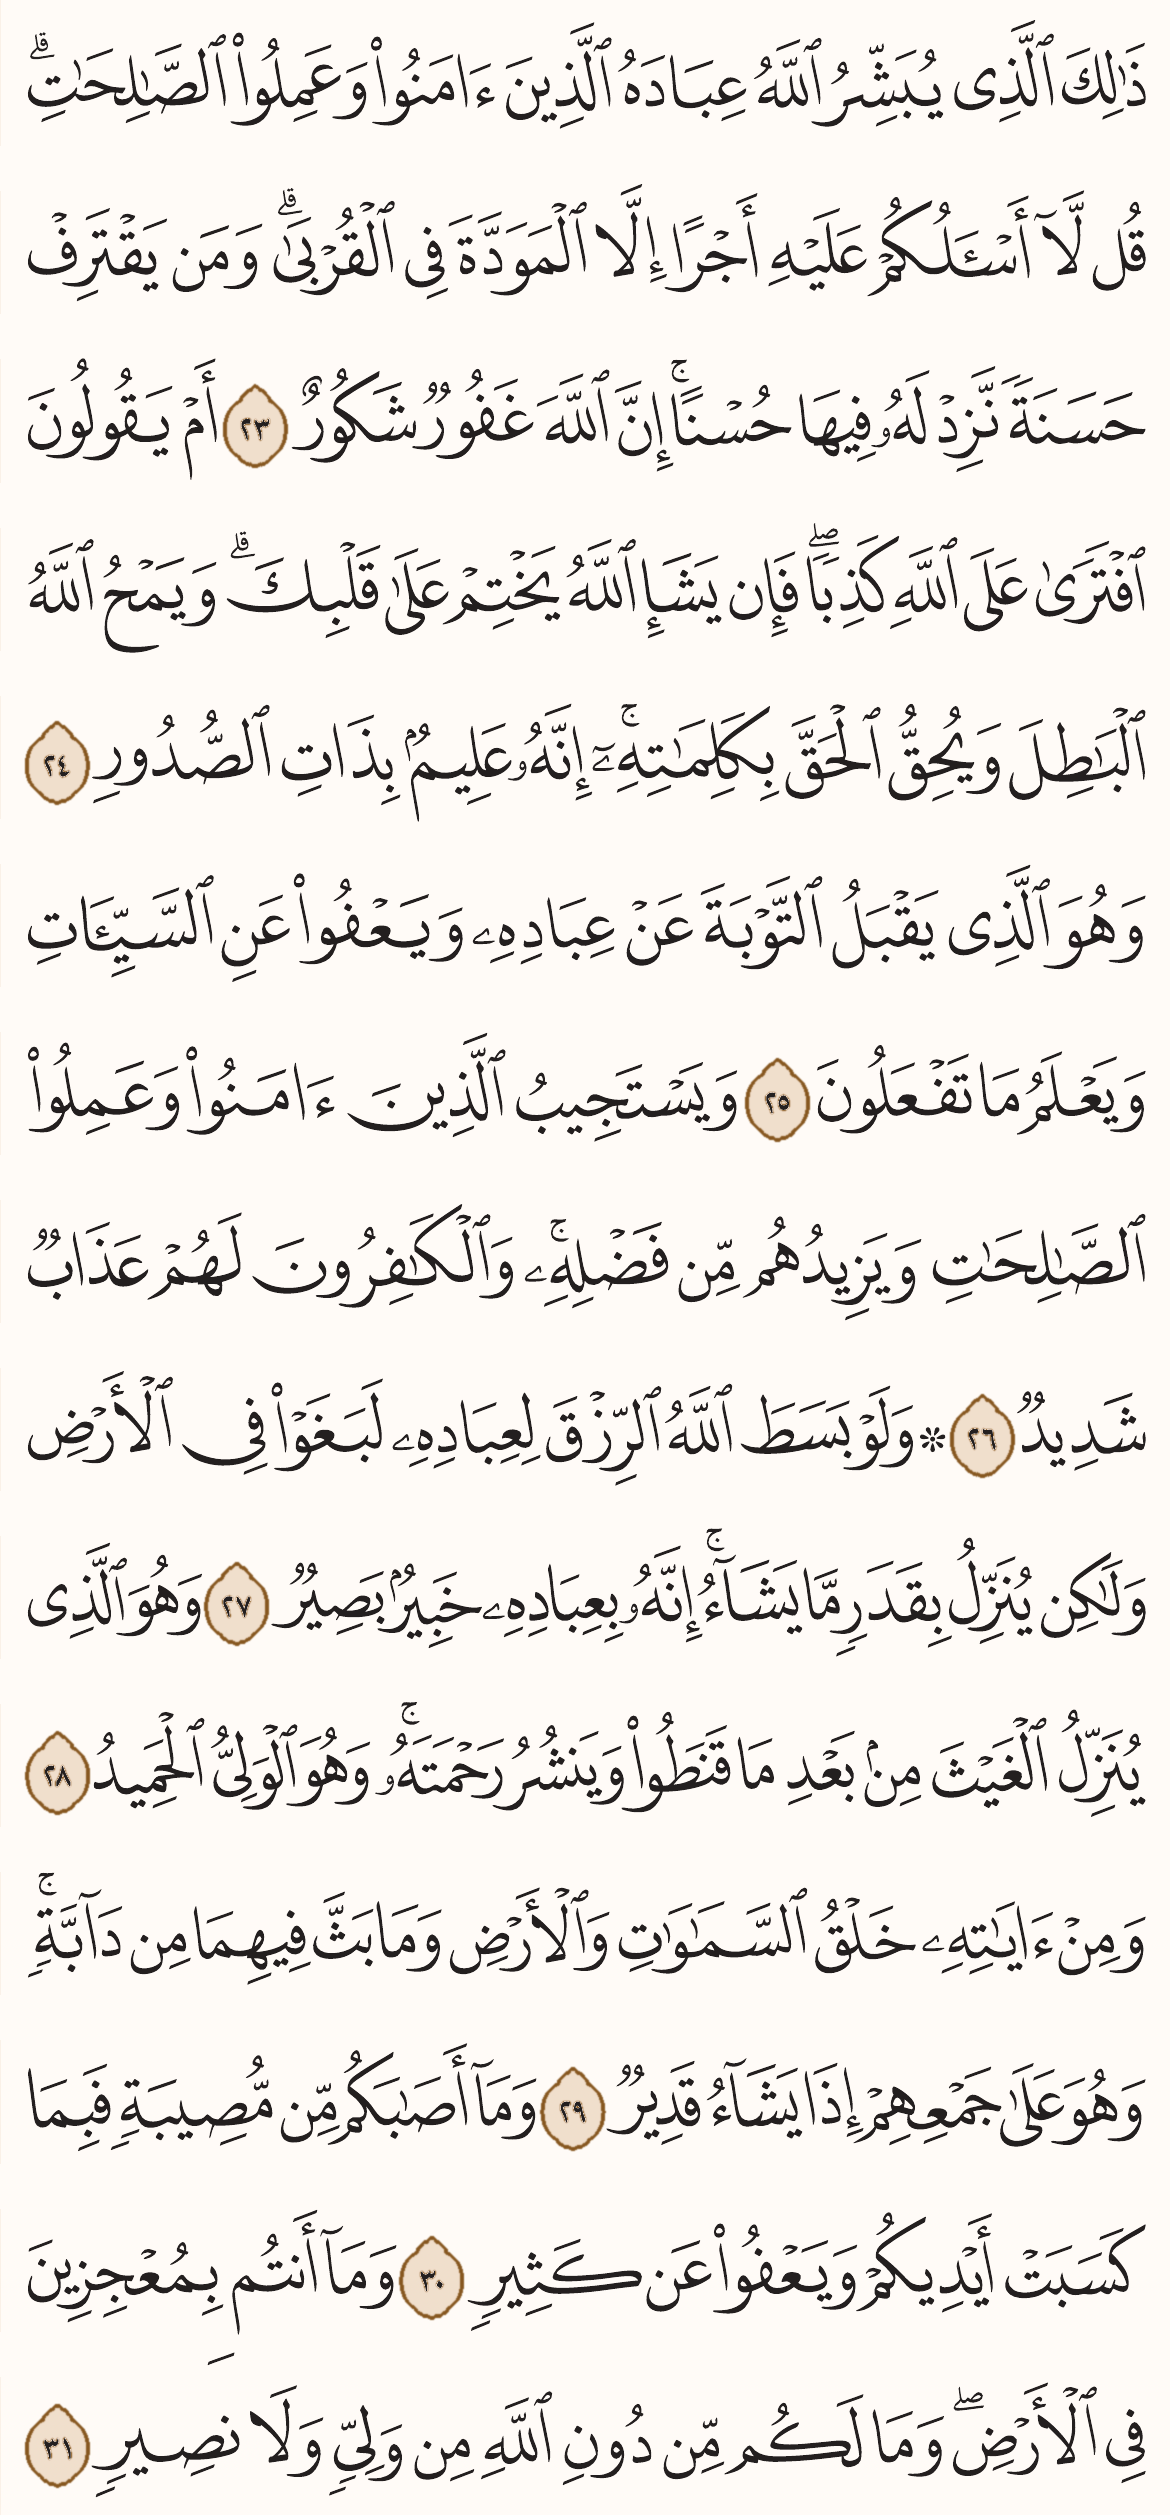 ذَٰلِكَ ٱلَّذِى يُبَشِّرُ ٱللَّهُ عِبَادَهُ ٱلَّذِينَ ءَامَنُوا۟ وَعَمِلُوا۟ ٱلصَّـٰلِحَـٰتِ ۗ
قُل لَّآ أَسْـَٔلُكُمْ عَلَيْهِ أَجْرًا إِلَّا ٱلْمَوَدَّةَ فِى ٱلْقُرْبَىٰ ۗ وَمَن يَقْتَرِفْ
حَسَنَةً نَّزِدْ لَهُۥ فِيهَا حُسْنًا ۚ إِنَّ ٱللَّهَ غَفُورٌ شَكُورٌ ٢٣ أَمْ يَقُولُونَ
ٱفْتَرَىٰ عَلَى ٱللَّهِ كَذِبًا ۖ فَإِن يَشَإِ ٱللَّهُ يَخْتِمْ عَلَىٰ قَلْبِكَ ۗ وَيَمْحُ ٱللَّهُ
ٱلْبَـٰطِلَ وَيُحِقُّ ٱلْحَقَّ بِكَلِمَـٰتِهِۦٓ ۚ إِنَّهُۥ عَلِيمٌۢ بِذَاتِ ٱلصُّدُورِ ٢٤
وَهُوَ ٱلَّذِى يَقْبَلُ ٱلتَّوْبَةَ عَنْ عِبَادِهِۦ وَيَعْفُوا۟ عَنِ ٱلسَّيِّـَٔاتِ
وَيَعْلَمُ مَا تَفْعَلُونَ ٢٥ وَيَسْتَجِيبُ ٱلَّذِينَ ءَامَنُوا۟ وَعَمِلُوا۟
ٱلصَّـٰلِحَـٰتِ وَيَزِيدُهُم مِّن فَضْلِهِۦ ۚ وَٱلْكَـٰفِرُونَ لَهُمْ عَذَابٌ
شَدِيدٌ ٢٦ ۞ وَلَوْ بَسَطَ ٱللَّهُ ٱلرِّزْقَ لِعِبَادِهِۦ لَبَغَوْا۟ فِى ٱلْأَرْضِ
وَلَـٰكِن يُنَزِّلُ بِقَدَرٍ مَّا يَشَآءُ ۚ إِنَّهُۥ بِعِبَادِهِۦ خَبِيرٌۢ بَصِيرٌ ٢٧ وَهُوَ ٱلَّذِى
يُنَزِّلُ ٱلْغَيْثَ مِنۢ بَعْدِ مَا قَنَطُوا۟ وَيَنشُرُ رَحْمَتَهُۥ ۚ وَهُوَ ٱلْوَلِىُّ ٱلْحَمِيدُ ٢٨
وَمِنْ ءَايَـٰتِهِۦ خَلْقُ ٱلسَّمَـٰوَٰتِ وَٱلْأَرْضِ وَمَا بَثَّ فِيهِمَا مِن دَآبَّةٍ ۚ
وَهُوَ عَلَىٰ جَمْعِهِمْ إِذَا يَشَآءُ قَدِيرٌ ٢٩ وَمَآ أَصَـٰبَكُم مِّن مُّصِيبَةٍ فَبِمَا
كَسَبَتْ أَيْدِيكُمْ وَيَعْفُوا۟ عَن كَثِيرٍ ٣٠ وَمَآ أَنتُم بِمُعْجِزِينَ
فِى ٱلْأَرْضِ ۖ وَمَا لَكُم مِّن دُونِ ٱللَّهِ مِن وَلِىٍّ وَلَا نَصِيرٍ ٣١